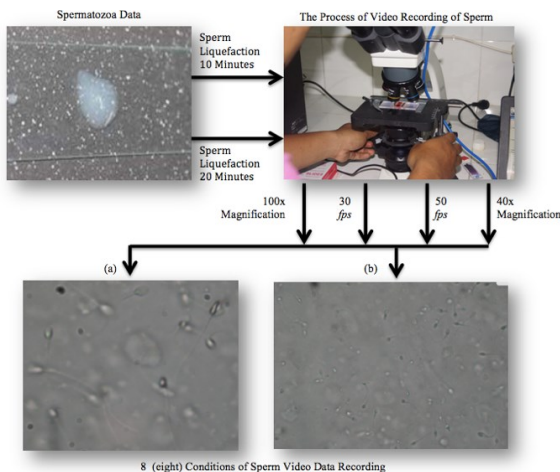 Spermatozoa Data
The Process of Video Recording of Sperm
Sperm
Liquefaction
10 Minutes
Sperm
Liquefaction
20 Minutes
100x
Magnification
30
fps
50
fps
40x
Magnification
(a)
(b)
8 (eight) Conditions of Sperm Video Data Recording